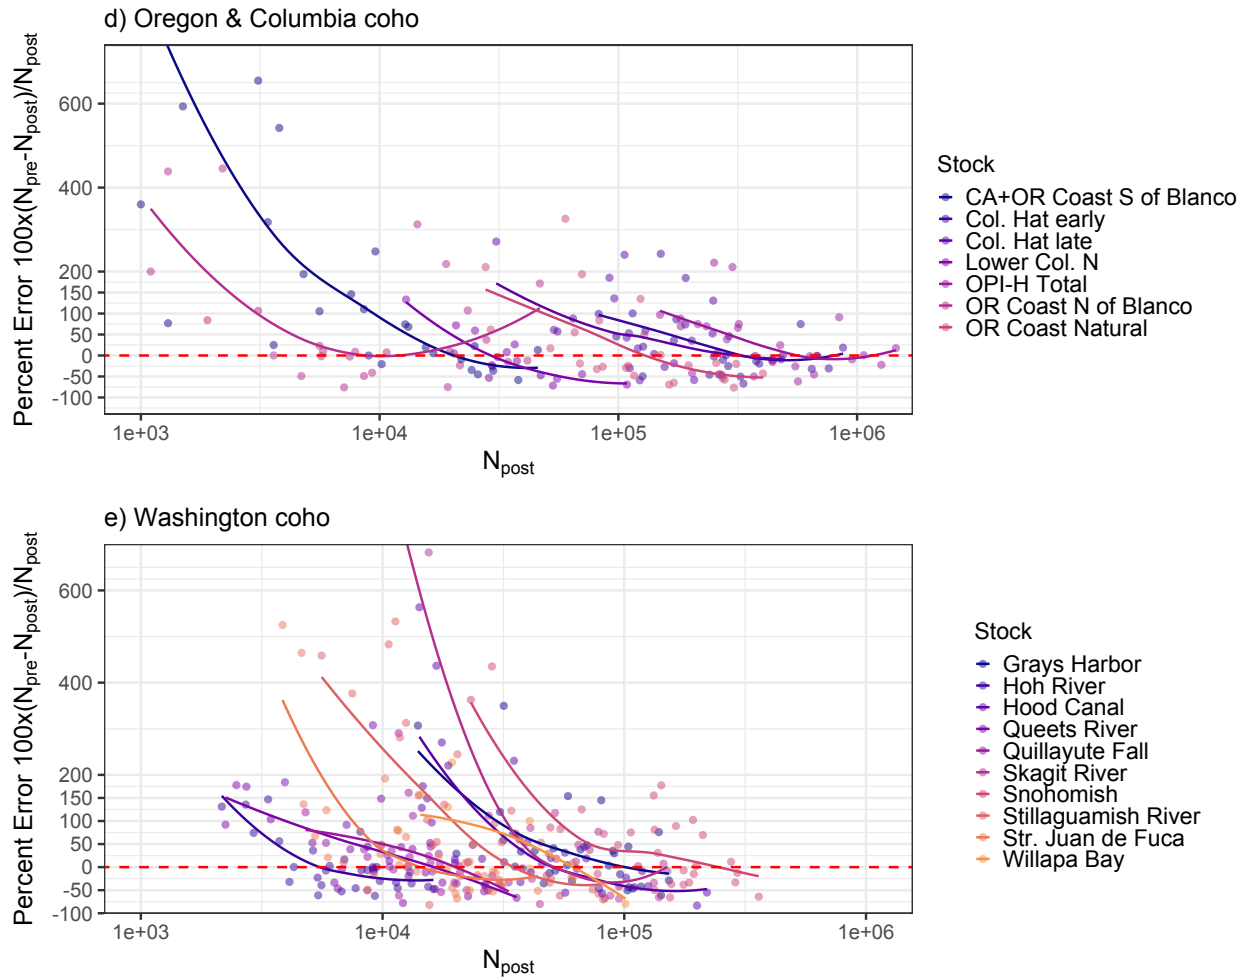 d) Oregon & Columbia coho
Percent Error 100x(Npre-Npost)/Npost
600
400
200
150
100
50
0
-50
-100
1e+03
1e+04
1e+05
1e+06
Npost
Stock
CA+OR Coast S of Blanco
Col. Hat early
Col. Hat late
Lower Col. N
OPI-H Total
OR Coast N of Blanco
OR Coast Natural
e) Washington coho
Percent Error 100x(Npre-Npost)/Npost
600
400
200
150
100
50
0
-50
-100
1e+03
1e+04
1e+05
1e+06
Npost
Stock
Grays Harbor
Hoh River
Hood Canal
Queets River
Quillayute Fall
Skagit River
Snohomish
Stillaguamish River
Str. Juan de Fuca
Willapa Bay